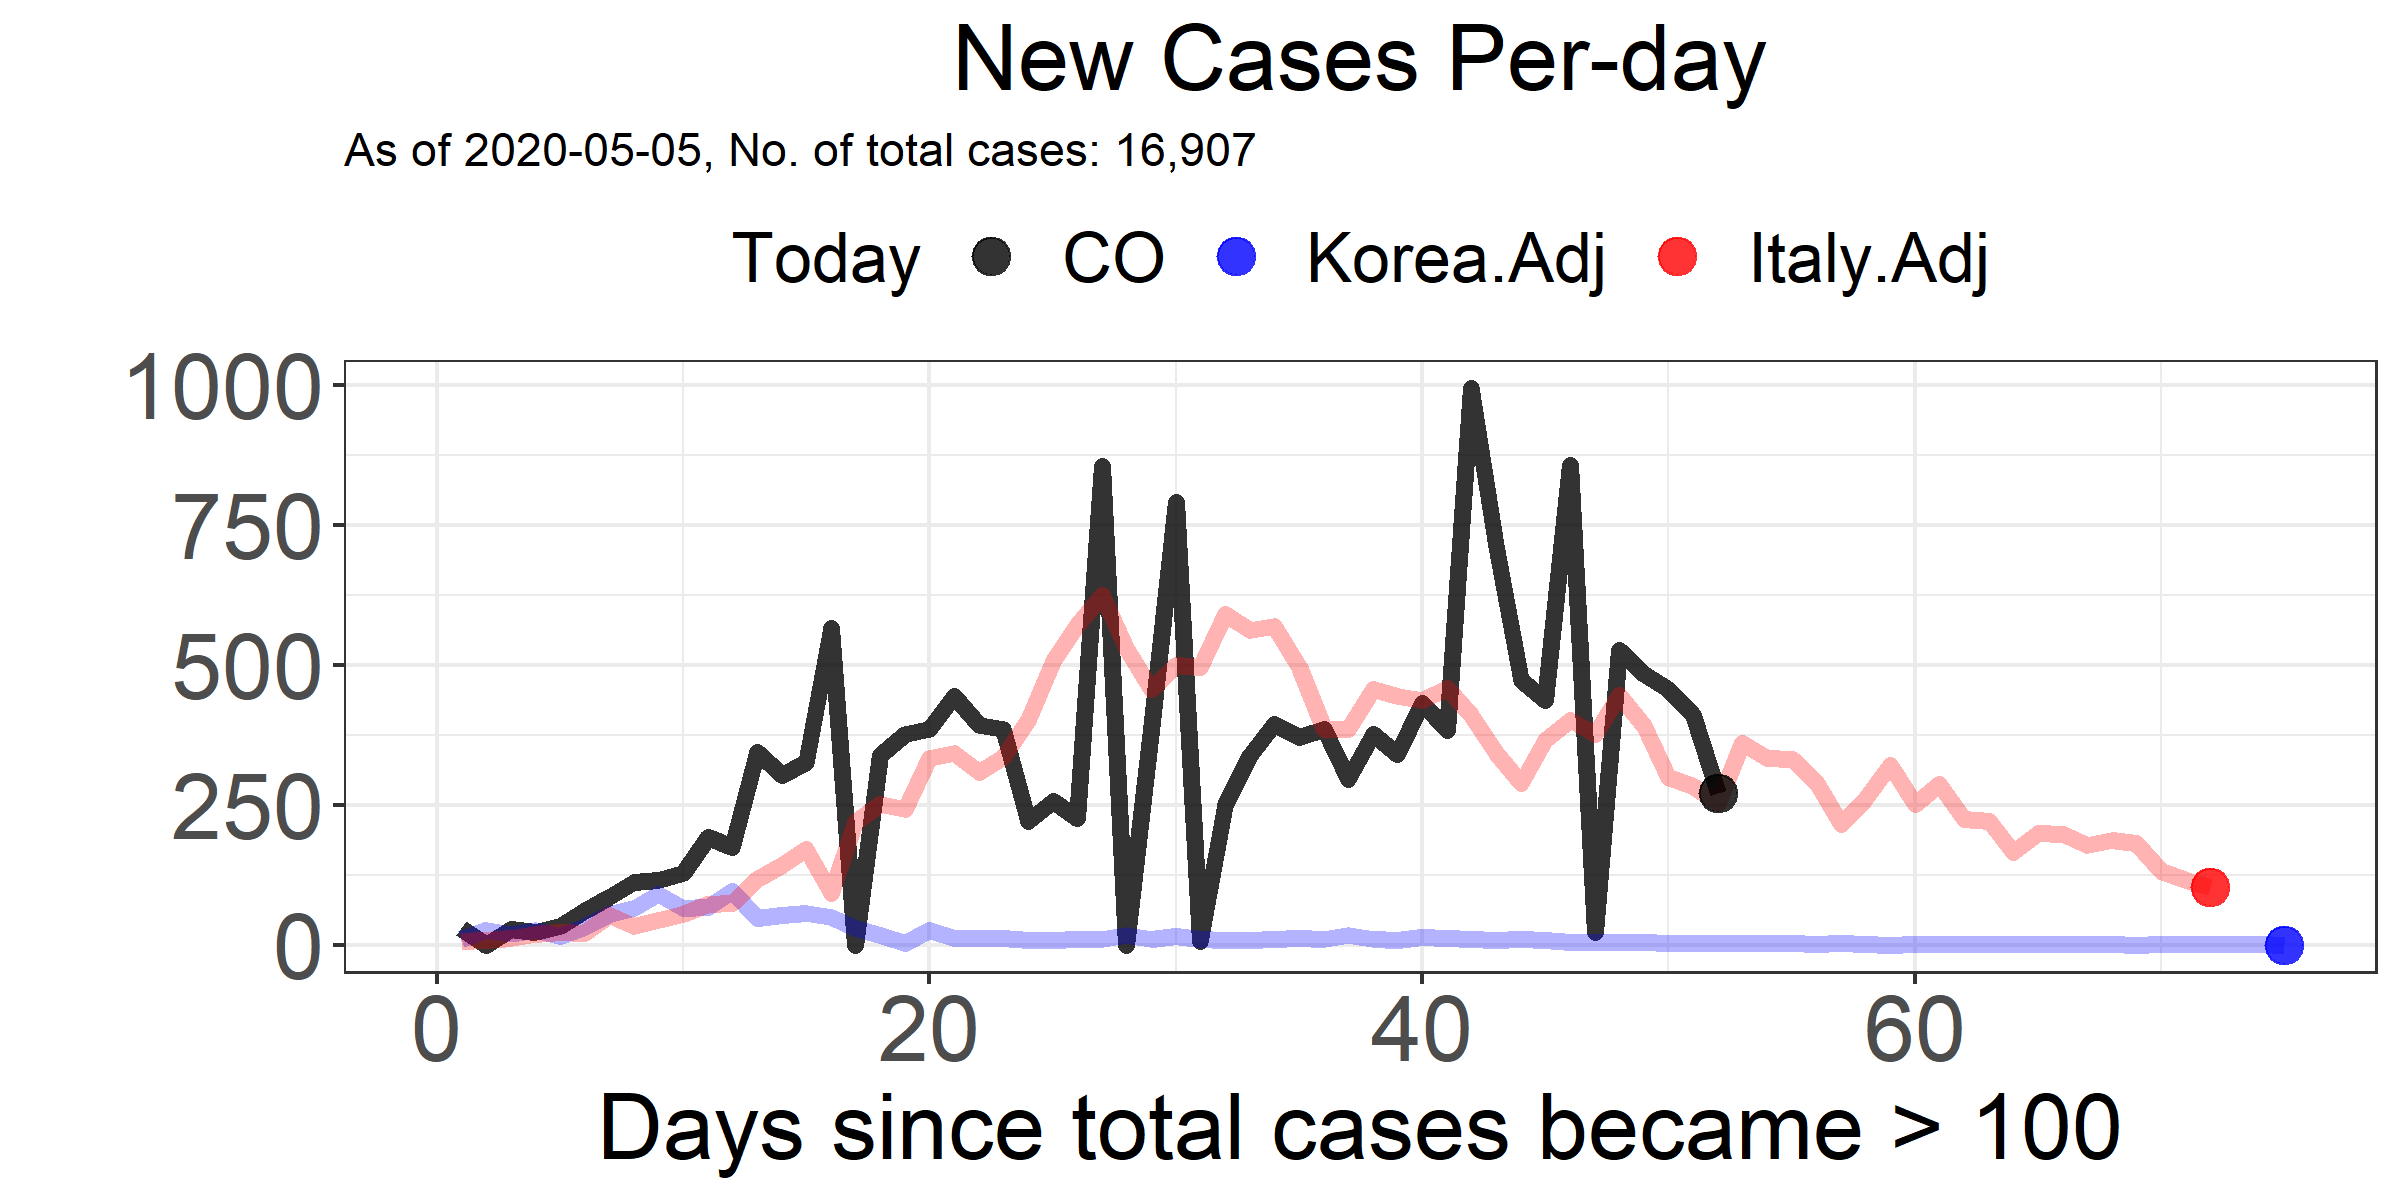 New Cases Per-day
As of 2020-05-05, No. of total cases: 16,907
Today CO Korea.Adj Italy.Adj
1000
750
500
250
0
0 20 40 60
Days since total cases became > 100